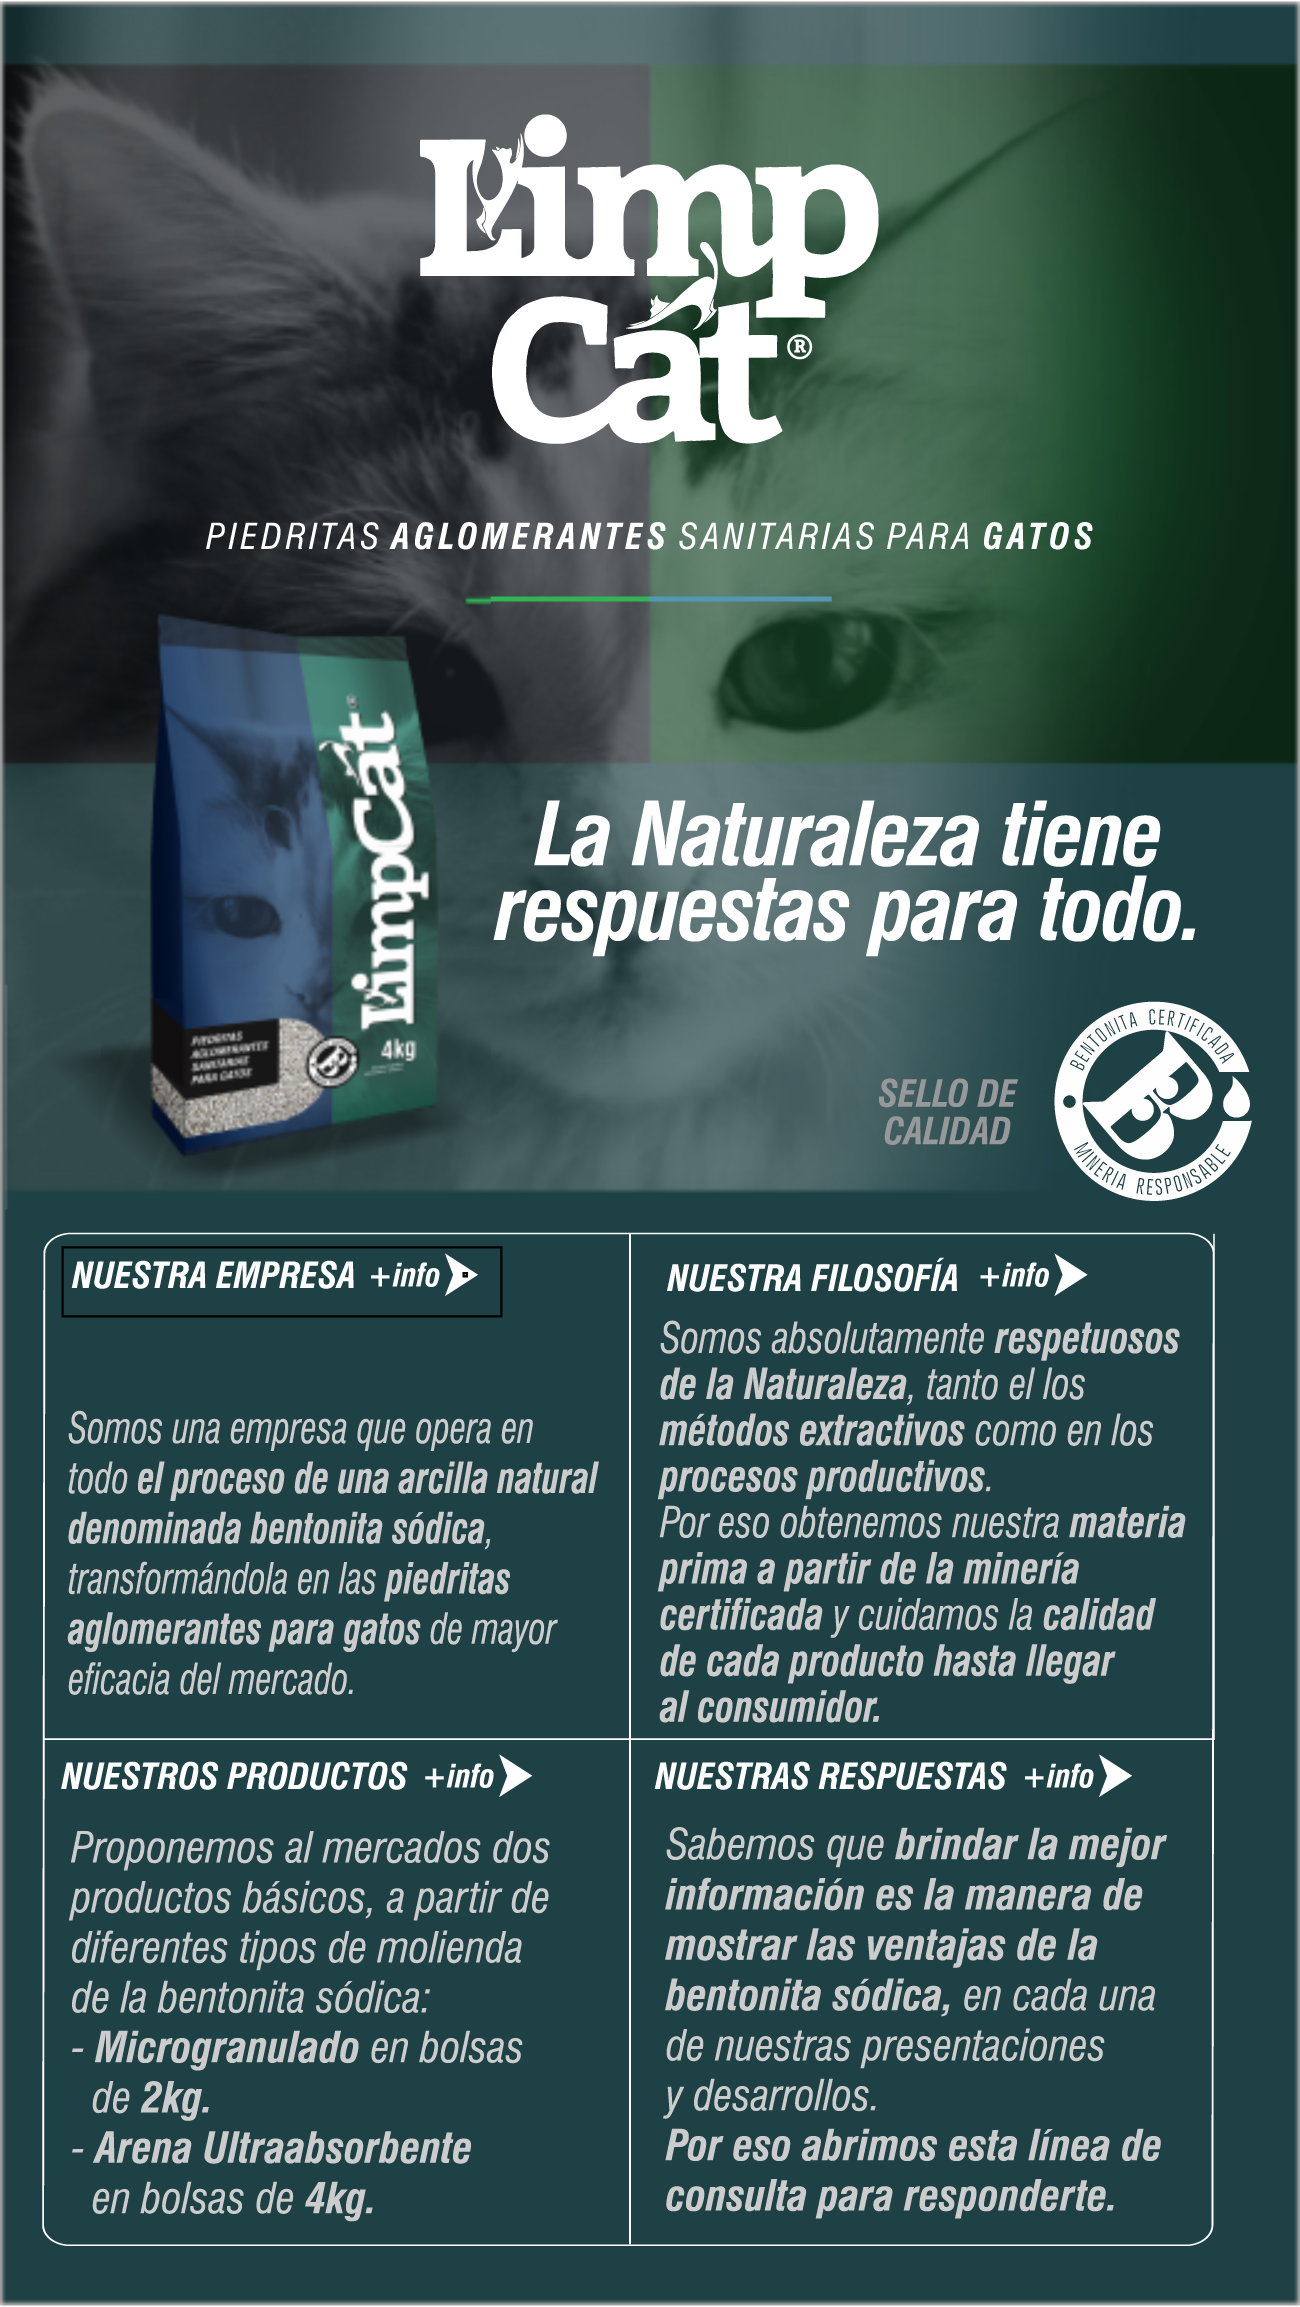 Limp
Cat®
PIEDRITAS AGLOMERANTES SANITARIAS PARA GATOS
LimpCat®
PIEDRITAS
AGLOMERANTES
SANITARIAS
PARA GATOS
B
4kg
La Naturaleza tiene
respuestas para todo.
SELLO DE
CALIDAD
BENTONITA CERTIFICADA
B
MINERIA RESPONSABLE
NUESTRA EMPRESA +info
Somos una empresa que opera en
todo el proceso de una arcilla natural
denominada bentonita sódica,
transformándola en las piedritas
aglomerantes para gatos de mayor
eficacia del mercado.
NUESTRA FILOSOFÍA +info
Somos absolutamente respetuosos
de la Naturaleza, tanto el los
métodos extractivos como en los
procesos productivos.
Por eso obtenemos nuestra materia
prima a partir de la minería
certificada y cuidamos la calidad
de cada producto hasta llegar
al consumidor.
NUESTROS PRODUCTOS +info
Proponemos al mercados dos
productos básicos, a partir de
diferentes tipos de molienda
de la bentonita sódica:
- Microgranulado en bolsas
de 2kg.
- Arena Ultraabsorbente
en bolsas de 4kg.
NUESTRAS RESPUESTAS +info
Sabemos que brindar la mejor
información es la manera de
mostrar las ventajas de la
bentonita sódica, en cada una
de nuestras presentaciones
y desarrollos.
Por eso abrimos esta línea de
consulta para responderte.